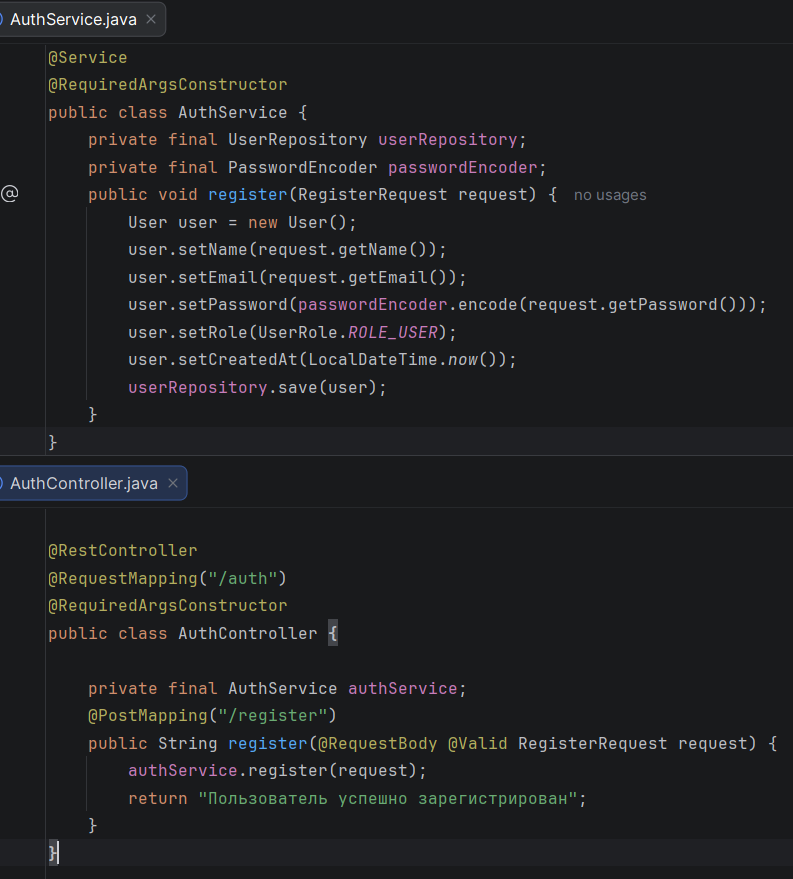 AuthService.java
@Service
@RequiredArgsConstructor
public class AuthService {
private final UserRepository userRepository;
private final PasswordEncoder passwordEncoder;
public void register(RegisterRequest request) { no usages
User user = new User();
user.setName(request.getName());
user.setEmail(request.getEmail());
user.setPassword(passwordEncoder.encode(request.getPassword()));
user.setRole(UserRole.ROLE_USER);
user.setCreatedAt(LocalDateTime.now());
userRepository.save(user);
}
}
AuthController.java
@RestController
@RequestMapping("/auth")
@RequiredArgsConstructor
public class AuthController {
private final AuthService authService;
@PostMapping("/register")
public String register(@RequestBody @Valid RegisterRequest request) {
authService.register(request);
return "Пользователь успешно зарегистрирован";
}
}